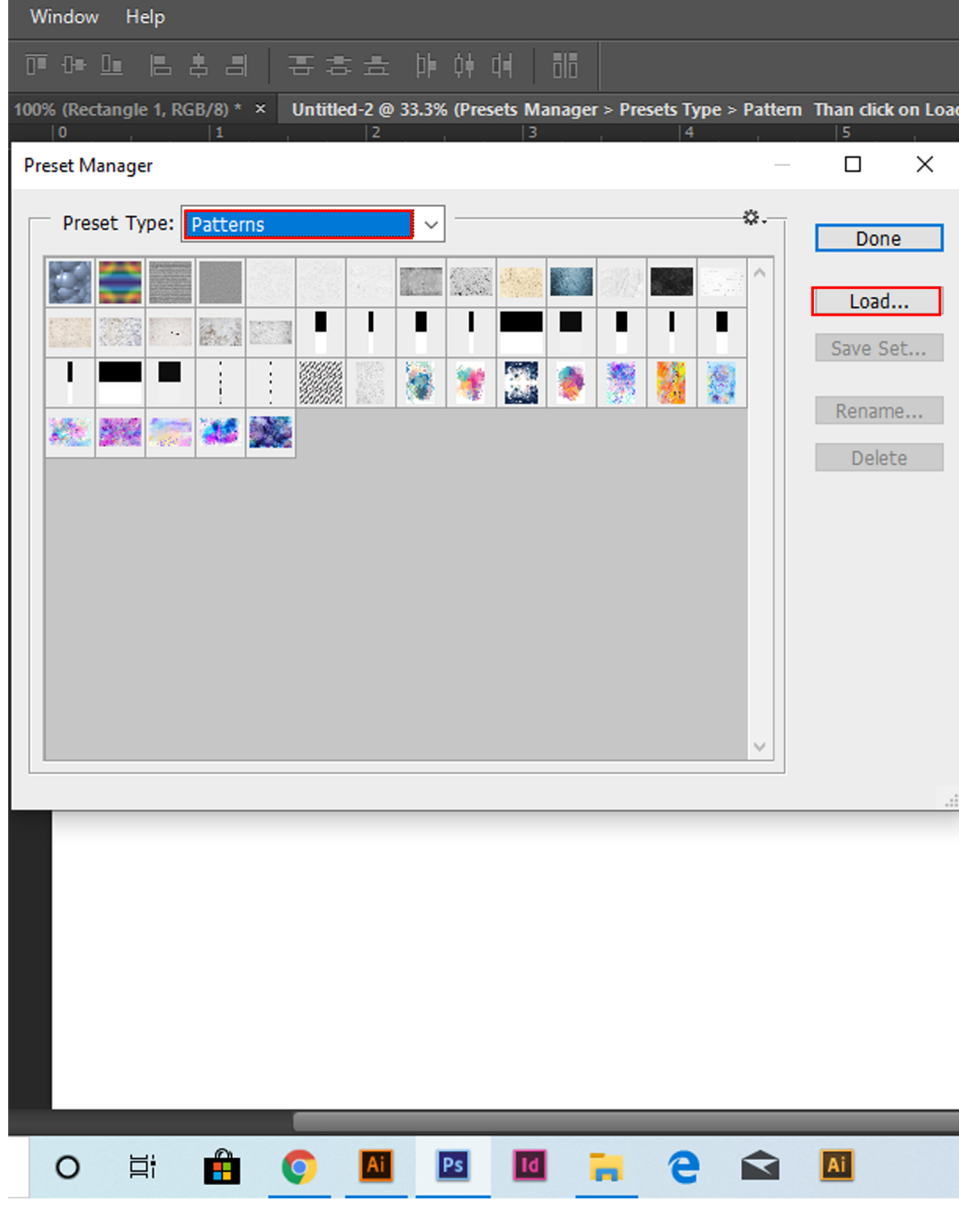 Window Help
100% (Rectangle 1, RGB/8) * × Untitled-2 @ 33.3% (Presets Manager > Presets Type > Pattern Than click on Load
0 1 2 3 4 5
Preset Manager
Preset Type: Patterns
Done
Load...
Save Set...
Rename...
Delete
Ai Ps Id Ai